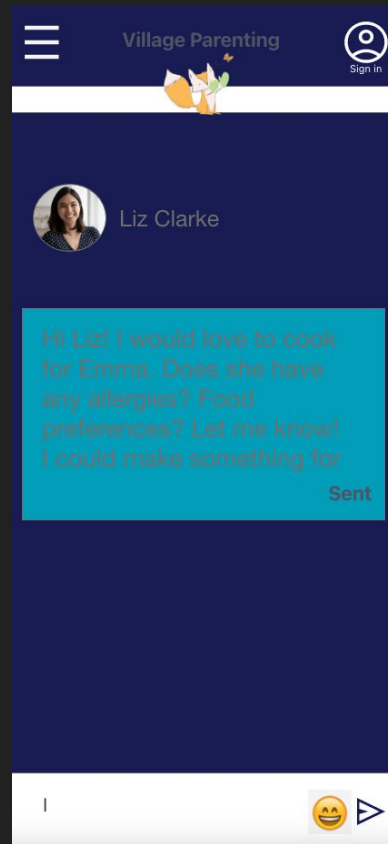 Village Parenting
Sign in
Liz Clarke
Hi Liz! I would love to cook
for Emma. Does she have
any allergies? Food
preferences? Let me know!
I could make something for
Sent